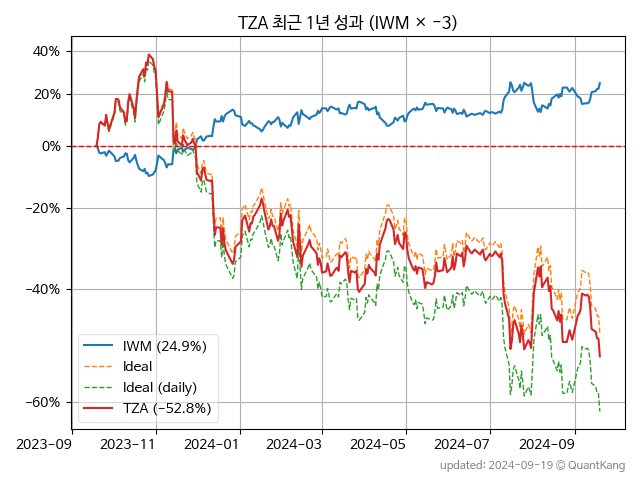 TZA 최근 1년 성과 (IWM × −3)
40%
20%
0%
−20%
−40%
−60%
IWM (24.9%)
Ideal
Ideal (daily)
TZA (−52.8%)
2023-09
2023-11
2024-01
2024-03
2024-05
2024-07
2024-09
updated: 2024-09-19 © QuantKang